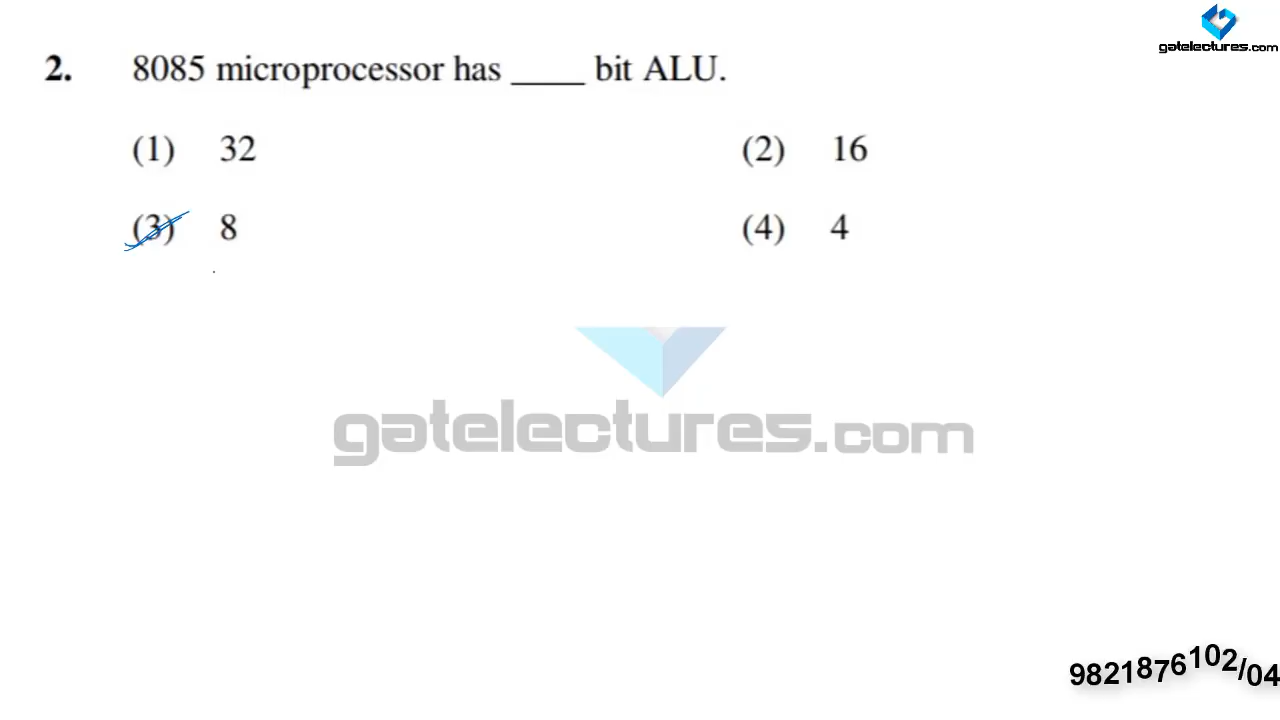 gatelectures.com
2. 8085 microprocessor has ____ bit ALU.
(1) 32 (2) 16
(3) 8 (4) 4
gatelectures.com
9821876102/04